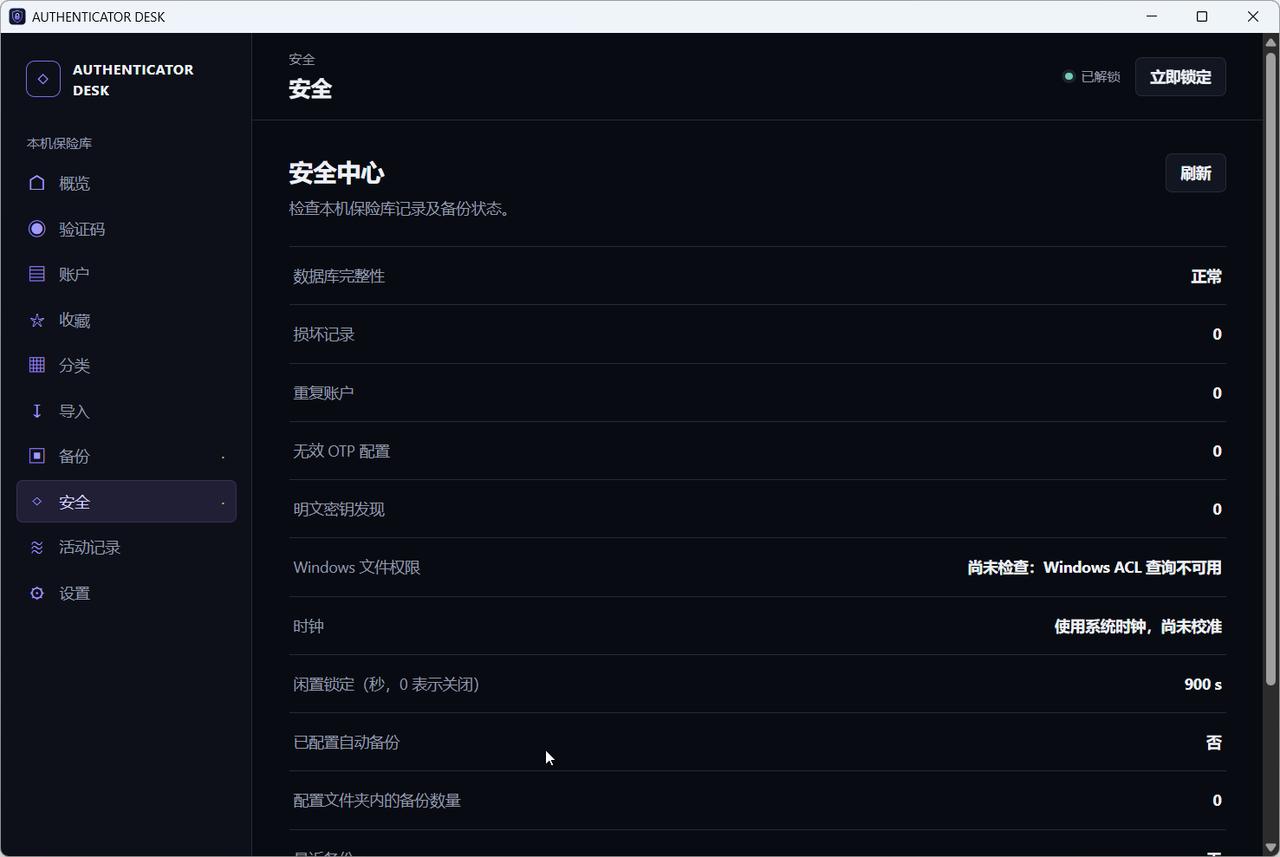 AUTHENTICATOR DESK
AUTHENTICATOR
DESK
本机保险库
概览
验证码
账户
收藏
分类
导入
备份
安全
活动记录
设置
安全
安全
已解锁
立即锁定
安全中心
刷新
检查本机保险库记录及备份状态。
数据库完整性 正常
损坏记录 0
重复账户 0
无效 OTP 配置 0
明文密钥发现 0
Windows 文件权限 尚未检查：Windows ACL 查询不可用
时钟 使用系统时钟，尚未校准
闲置锁定（秒，0 表示关闭） 900 s
已配置自动备份 否
配置文件夹内的备份数量 0